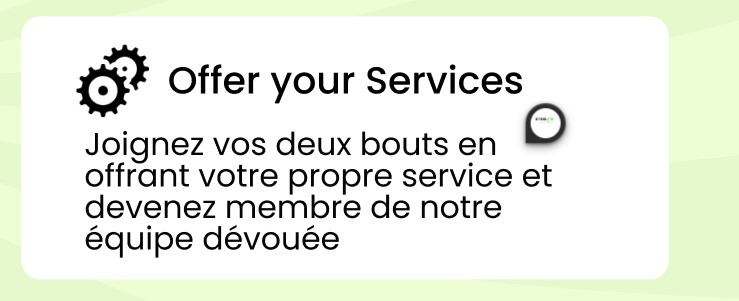 Offer your Services
Joignez vos deux bouts en
offrant votre propre service et
devenez membre de notre
équipe dévouée